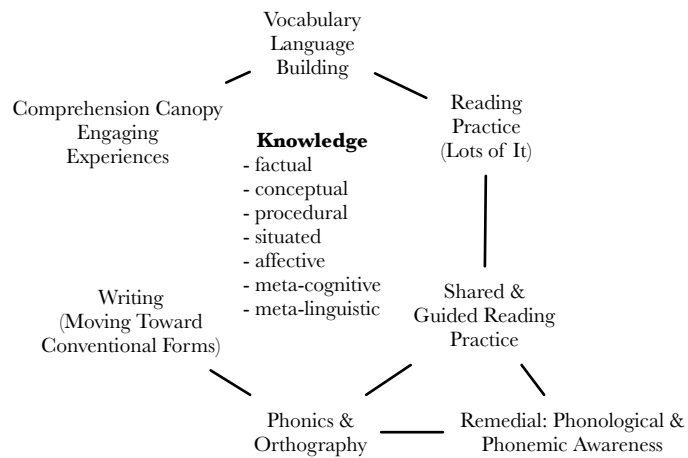 Vocabulary
Language
Building
Comprehension Canopy
Engaging
Experiences
Reading
Practice
(Lots of It)
Knowledge
- factual
- conceptual
- procedural
- situated
- affective
- meta-cognitive
- meta-linguistic
Writing
(Moving Toward
Conventional Forms)
Shared &
Guided Reading
Practice
Phonics &
Orthography
Remedial: Phonological &
Phonemic Awareness